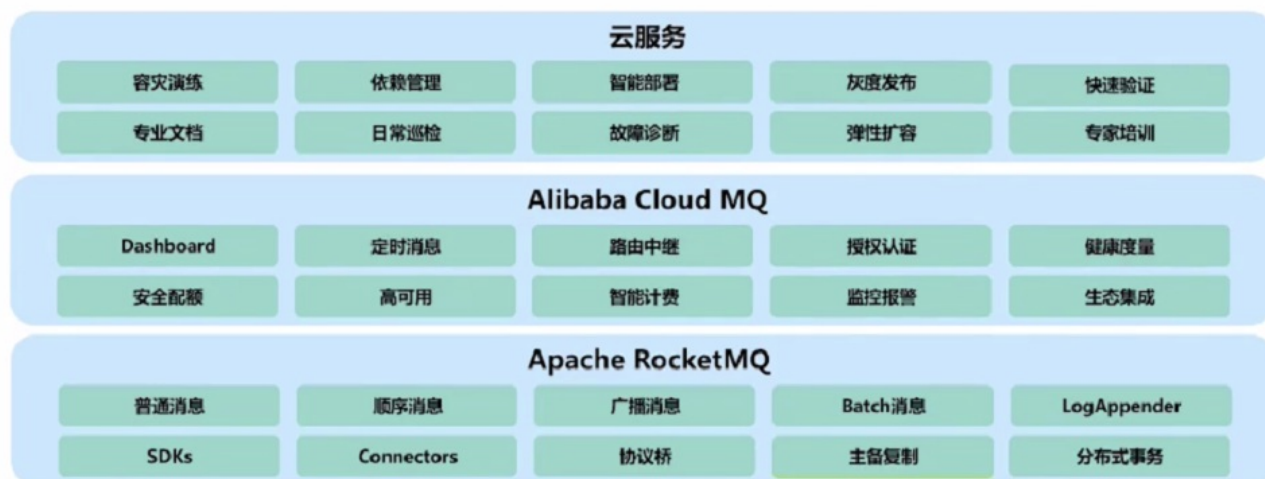 云服务
容灾演练 依赖管理 智能部署 灰度发布 快速验证
专业文档 日常巡检 故障诊断 弹性扩容 专家培训
Alibaba Cloud MQ
Dashboard 定时消息 路由中继 授权认证 健康度量
安全配额 高可用 智能计费 监控报警 生态集成
Apache RocketMQ
普通消息 顺序消息 广播消息 Batch消息 LogAppender
SDKs Connectors 协议桥 主备复制 分布式事务